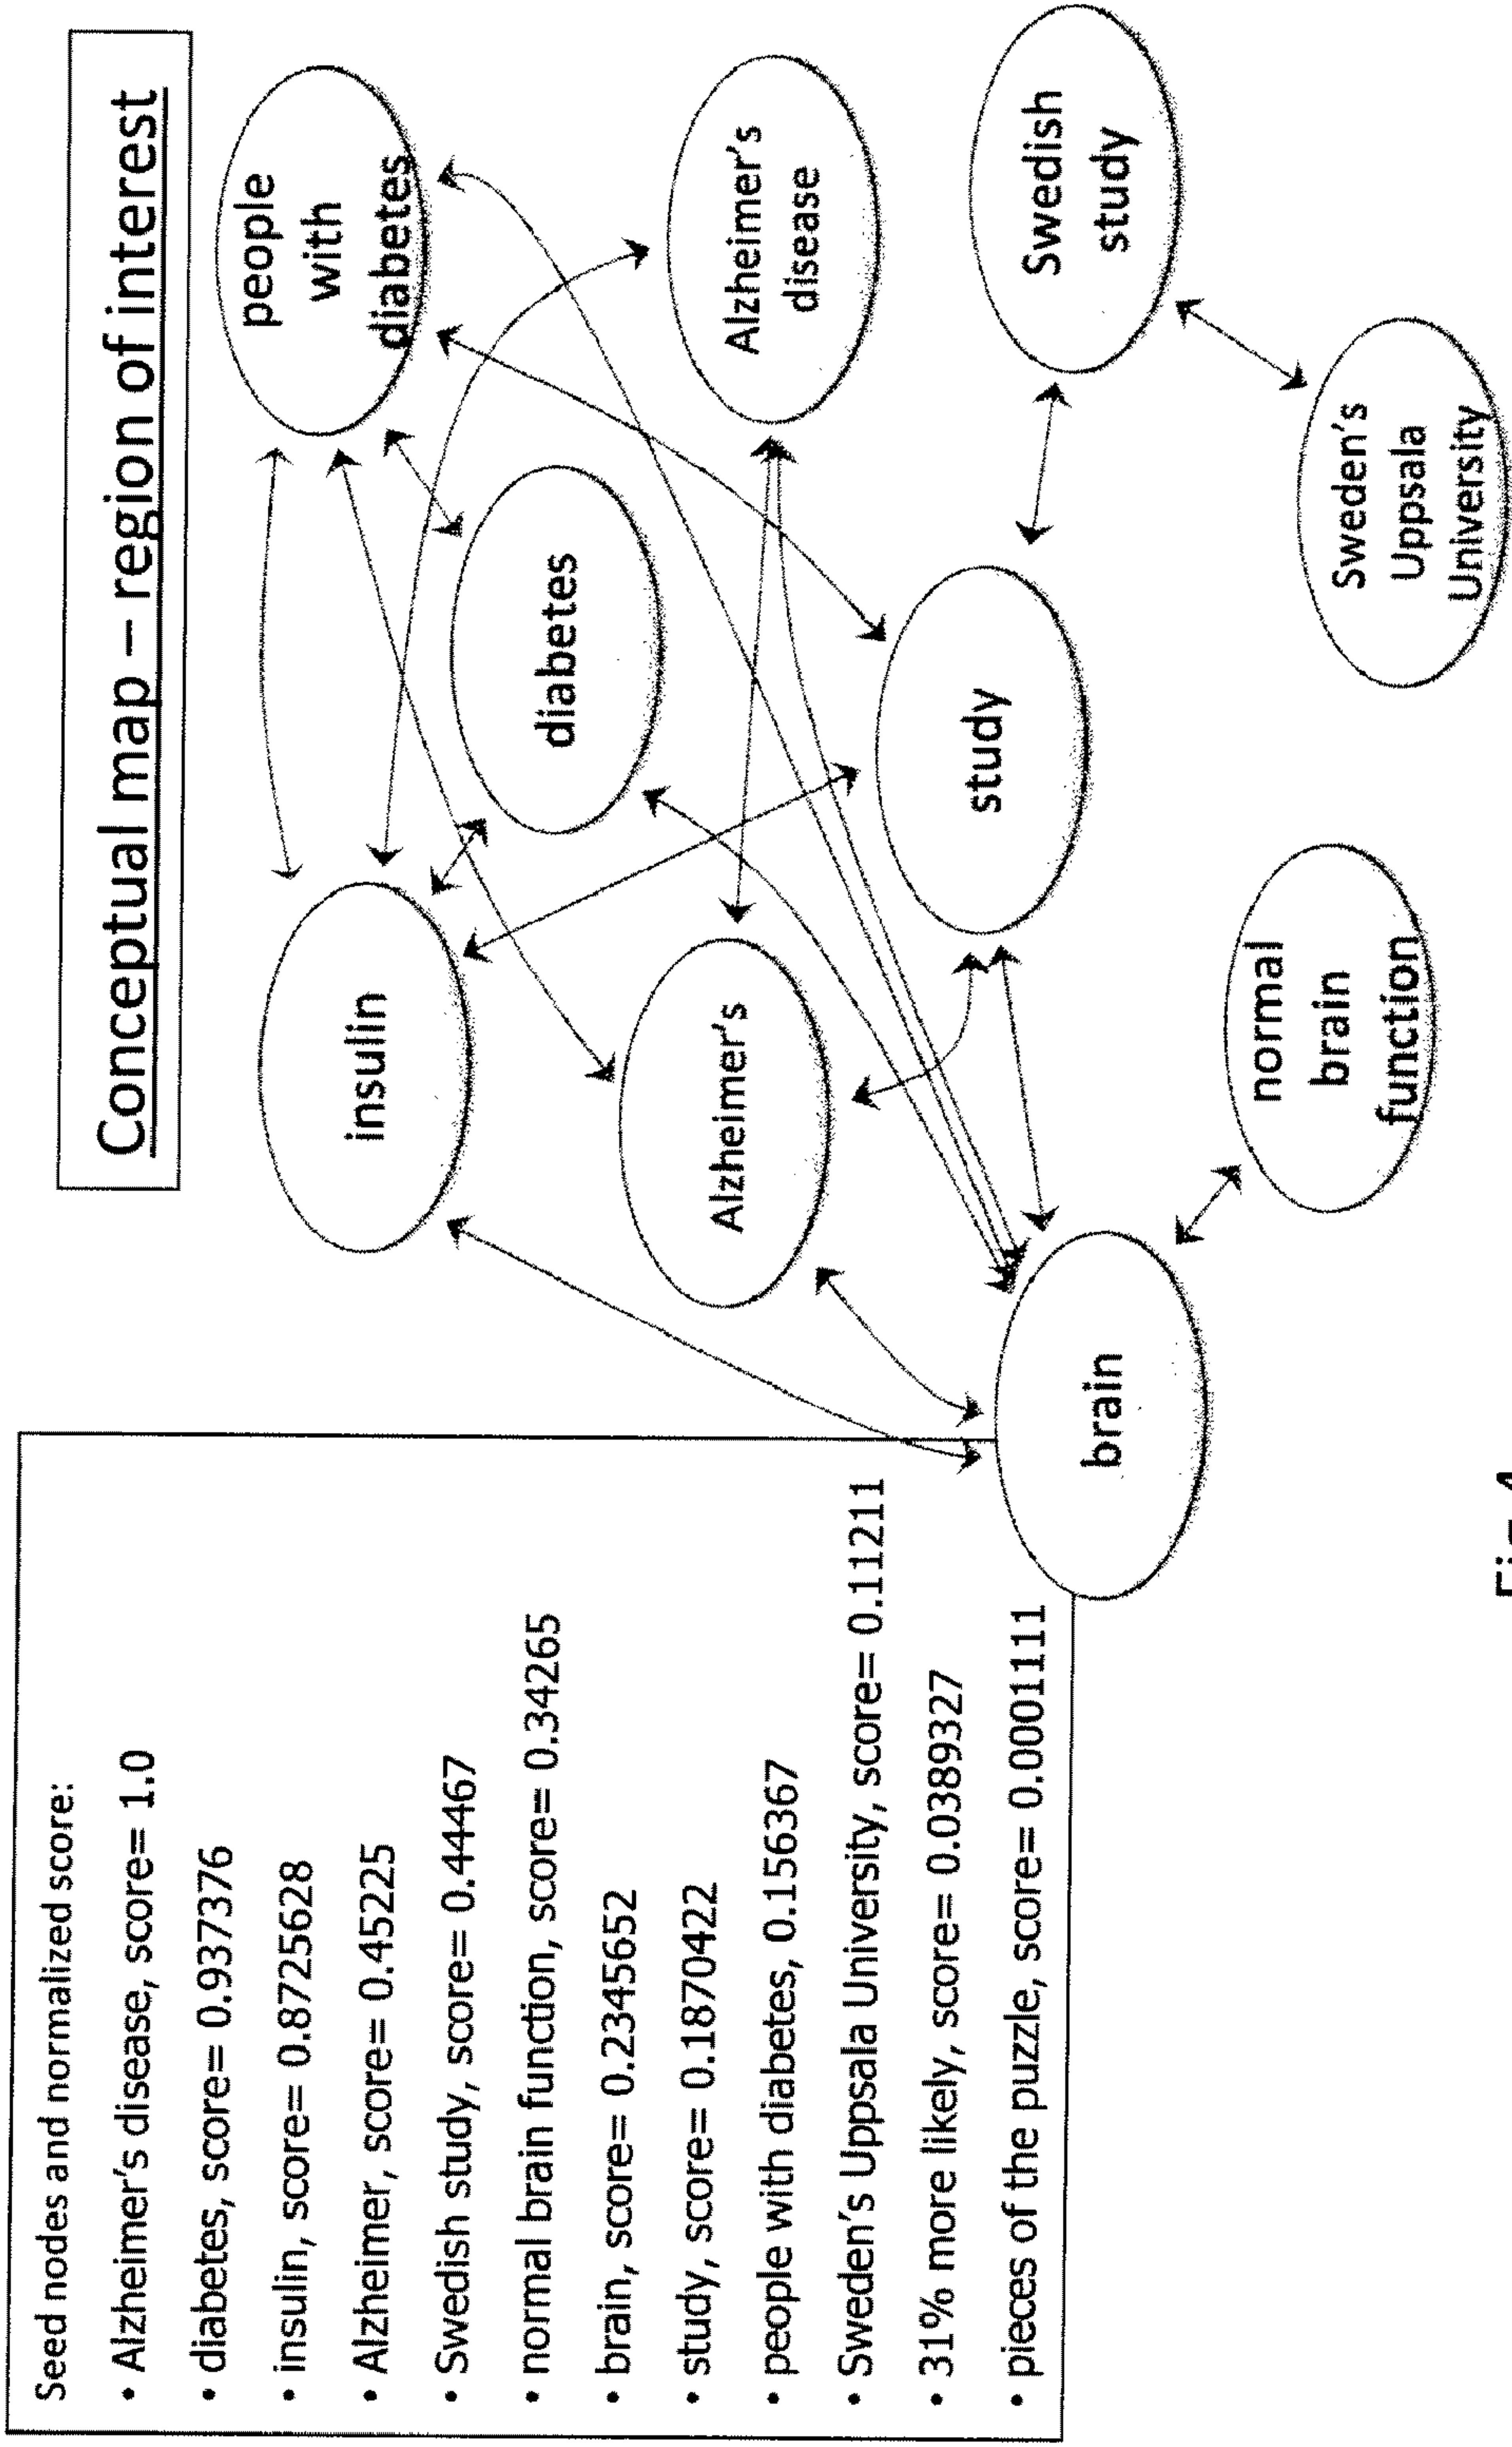 Conceptual map – region of interest
Seed nodes and normalized score:
• Alzheimer's disease, score= 1.0
• diabetes, score= 0.937376
• insulin, score= 0.8725628
• Alzheimer, score= 0.45225
• Swedish study, score= 0.44467
• normal brain function, score= 0.34265
• brain, score= 0.2345652
• study, score= 0.1870422
• people with diabetes, 0.156367
• Sweden's Uppsala University, score= 0.11211
• 31% more likely, score= 0.0389327
• pieces of the puzzle, score= 0.0001111
insulin
people
with
diabetes
diabetes
Alzheimer's
Alzheimer's
disease
study
Swedish
study
brain
normal
brain
function
Sweden's
Uppsala
University